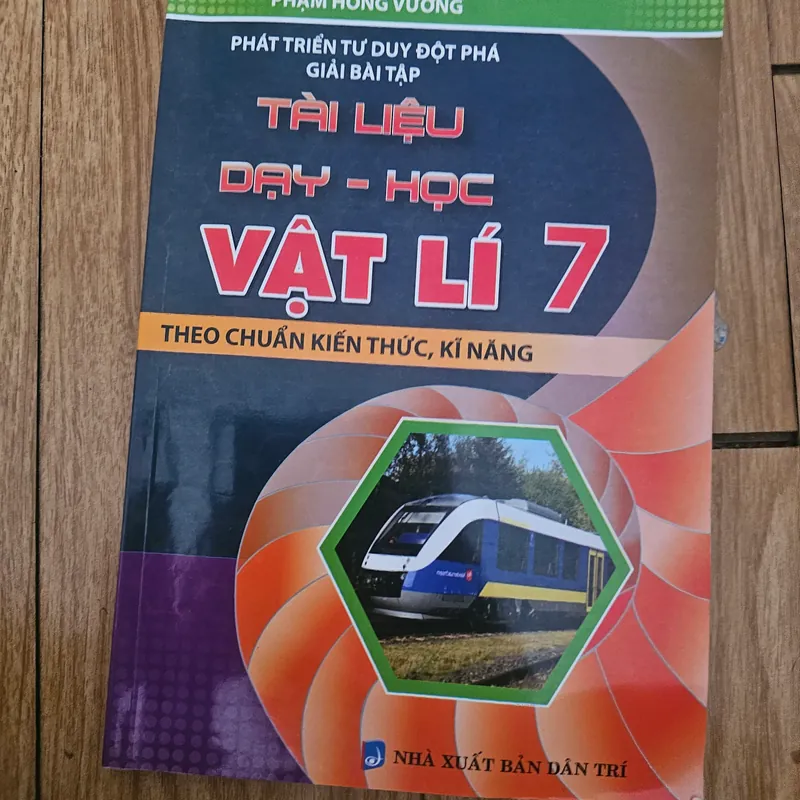 PHẠM HỒNG VƯƠNG
PHÁT TRIỂN TƯ DUY ĐỘT PHÁ
GIẢI BÀI TẬP
TÀI LIỆU
DẠY - HỌC
VẬT LÍ 7
THEO CHUẨN KIẾN THỨC, KĨ NĂNG
NHÀ XUẤT BẢN DÂN TRÍ